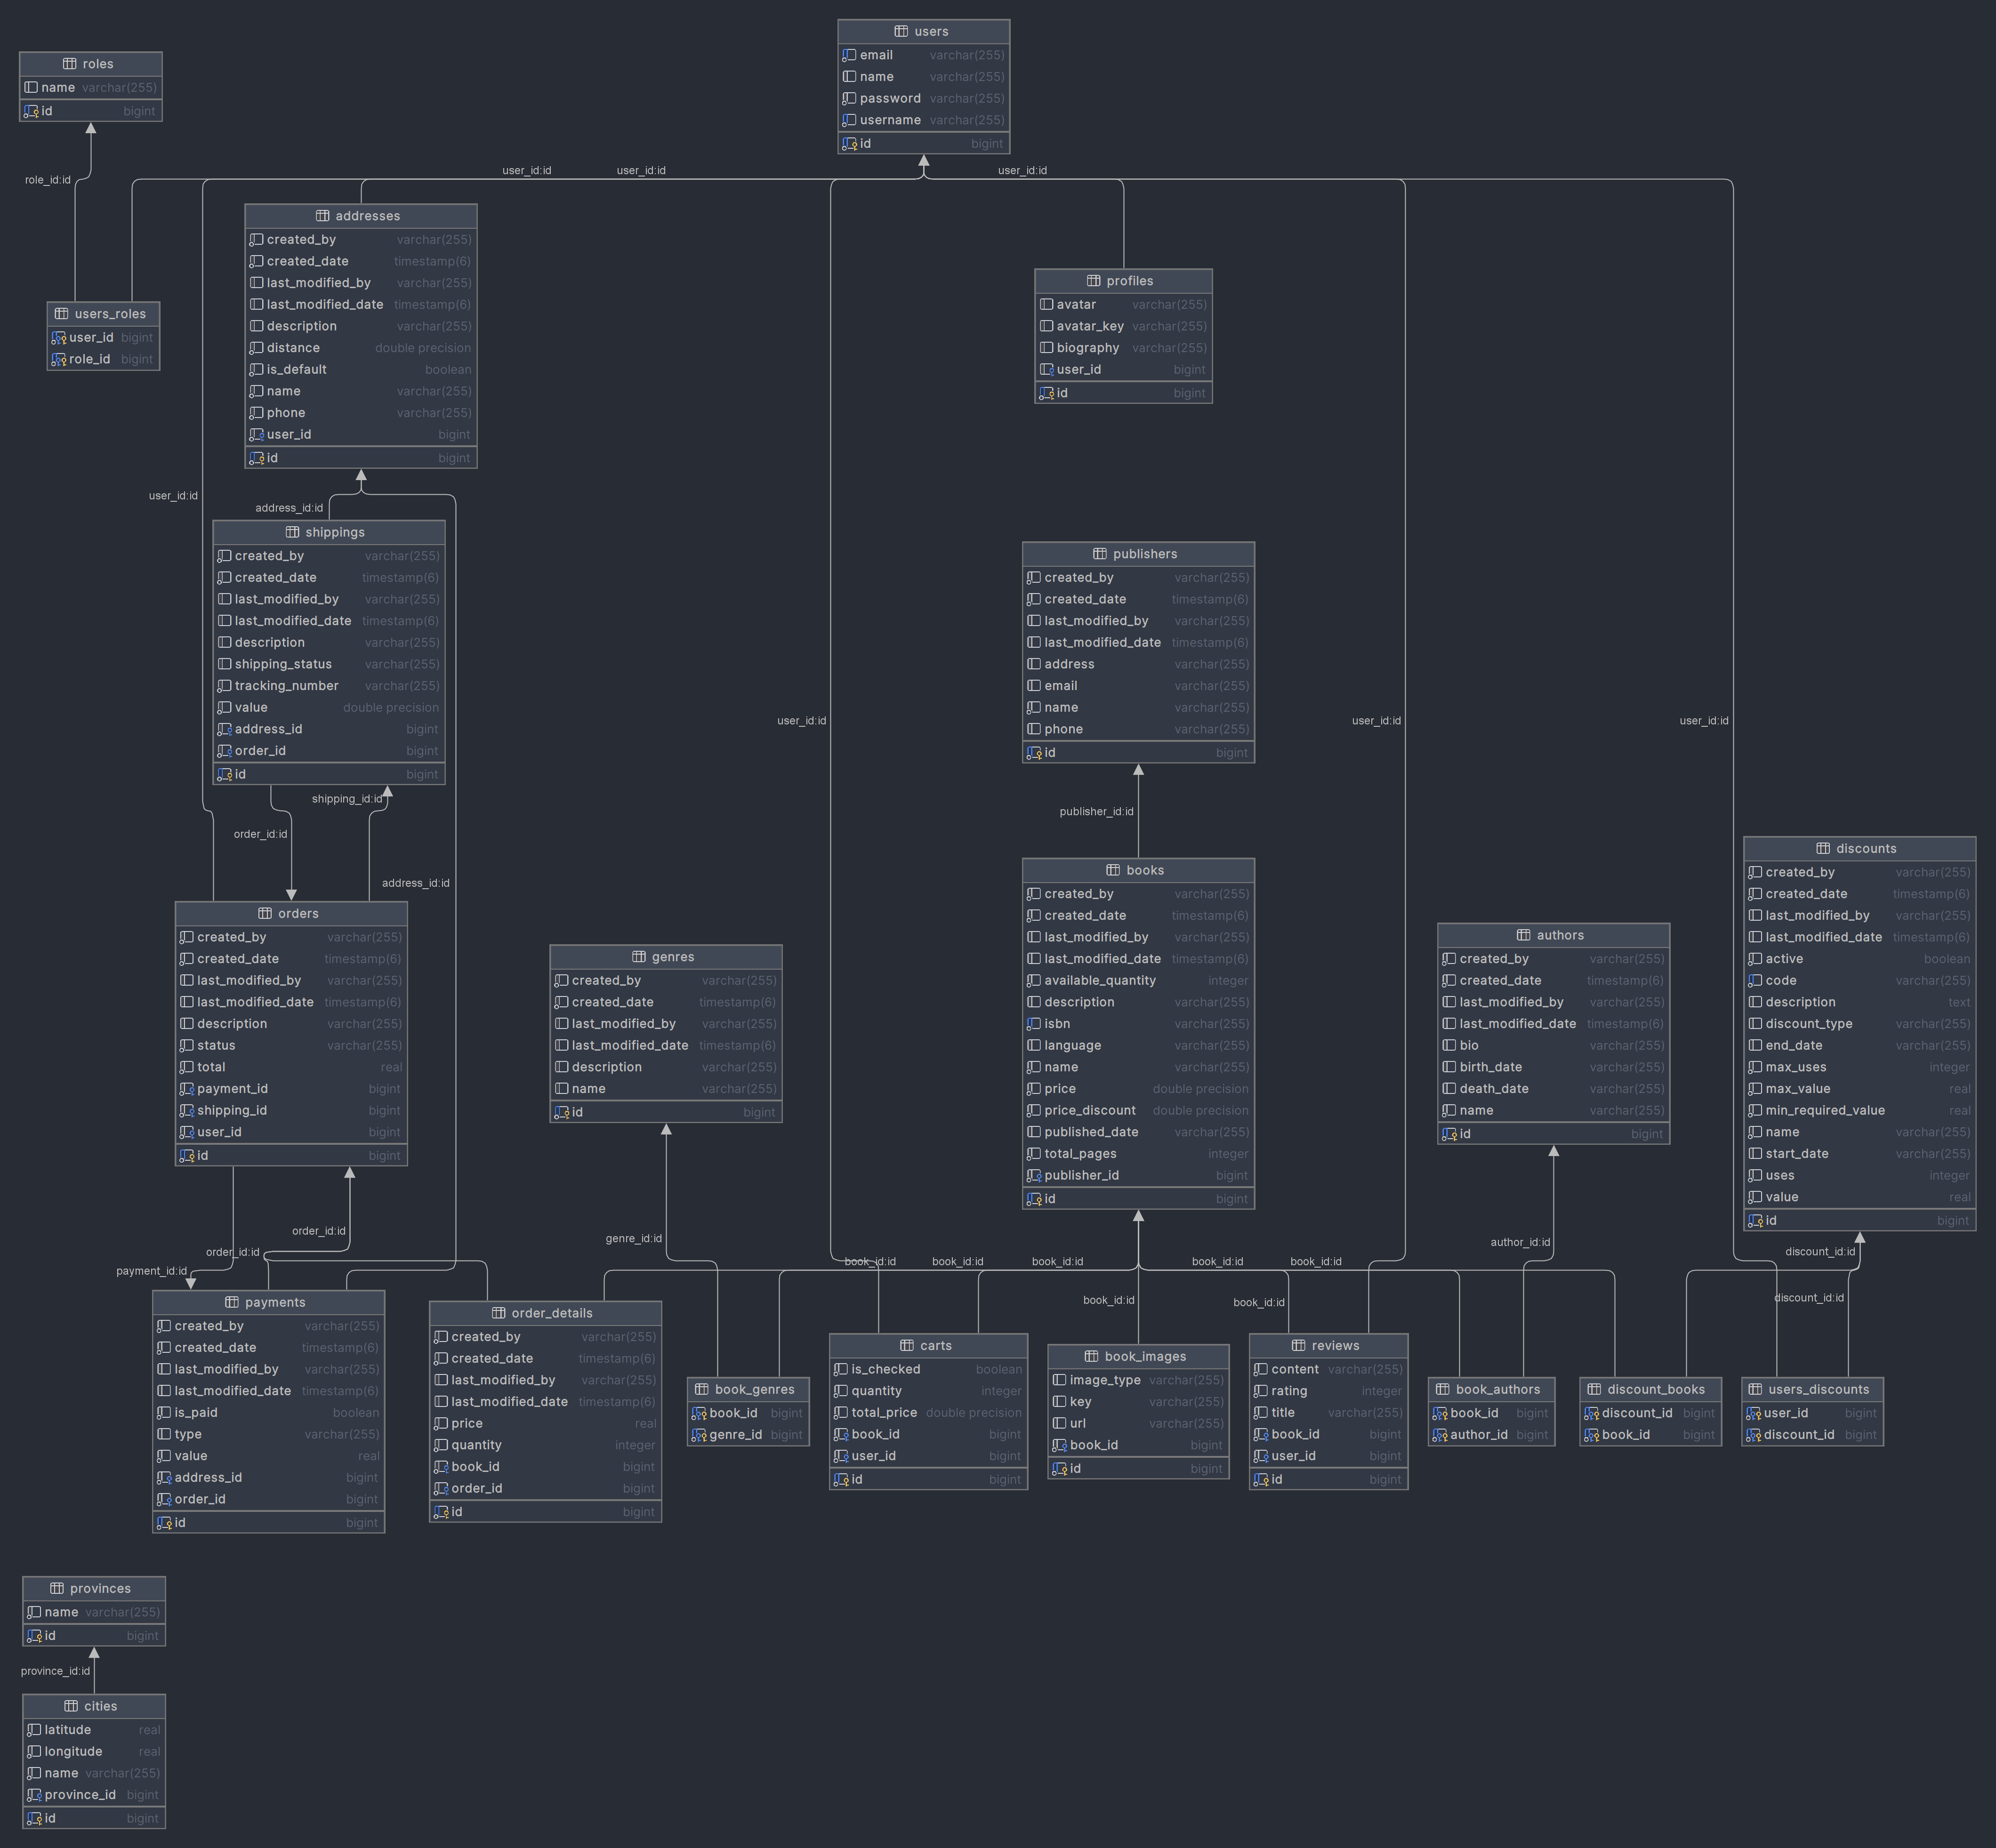 users
email varchar(255)
name varchar(255)
password varchar(255)
username varchar(255)
id bigint
roles
name varchar(255)
id bigint
role_id:id
user_id:id
user_id:id
user_id:id
addresses
created_by varchar(255)
created_date timestamp(6)
last_modified_by varchar(255)
last_modified_date timestamp(6)
description varchar(255)
distance double precision
is_default boolean
name varchar(255)
phone varchar(255)
user_id bigint
id bigint
profiles
avatar varchar(255)
avatar_key varchar(255)
biography varchar(255)
user_id bigint
id bigint
users_roles
user_id bigint
role_id bigint
user_id:id
address_id:id
shippings
created_by varchar(255)
created_date timestamp(6)
last_modified_by varchar(255)
last_modified_date timestamp(6)
description varchar(255)
shipping_status varchar(255)
tracking_number varchar(255)
value double precision
address_id bigint
order_id bigint
id bigint
publishers
created_by varchar(255)
created_date timestamp(6)
last_modified_by varchar(255)
last_modified_date timestamp(6)
address varchar(255)
email varchar(255)
name varchar(255)
phone varchar(255)
id bigint
user_id:id
user_id:id
user_id:id
shipping_id:id
order_id:id
publisher_id:id
address_id:id
orders
created_by varchar(255)
created_date timestamp(6)
last_modified_by varchar(255)
last_modified_date timestamp(6)
description varchar(255)
status varchar(255)
total real
payment_id bigint
shipping_id bigint
user_id bigint
id bigint
genres
created_by varchar(255)
created_date timestamp(6)
last_modified_by varchar(255)
last_modified_date timestamp(6)
description varchar(255)
name varchar(255)
id bigint
books
created_by varchar(255)
created_date timestamp(6)
last_modified_by varchar(255)
last_modified_date timestamp(6)
available_quantity integer
description varchar(255)
isbn varchar(255)
language varchar(255)
name varchar(255)
price double precision
price_discount double precision
published_date varchar(255)
total_pages integer
publisher_id bigint
id bigint
authors
created_by varchar(255)
created_date timestamp(6)
last_modified_by varchar(255)
last_modified_date timestamp(6)
bio varchar(255)
birth_date varchar(255)
death_date varchar(255)
name varchar(255)
id bigint
discounts
created_by varchar(255)
created_date timestamp(6)
last_modified_by varchar(255)
last_modified_date timestamp(6)
active boolean
code varchar(255)
description text
discount_type varchar(255)
end_date varchar(255)
max_uses integer
max_value real
min_required_value real
name varchar(255)
start_date varchar(255)
uses integer
value real
id bigint
order_id:id
order_id:id
payment_id:id
genre_id:id
book_id:id
book_id:id
book_id:id
book_id:id
book_id:id
author_id:id
discount_id:id
book_id:id
book_id:id
discount_id:id
payments
created_by varchar(255)
created_date timestamp(6)
last_modified_by varchar(255)
last_modified_date timestamp(6)
is_paid boolean
type varchar(255)
value real
address_id bigint
order_id bigint
id bigint
order_details
created_by varchar(255)
created_date timestamp(6)
last_modified_by varchar(255)
last_modified_date timestamp(6)
price real
quantity integer
book_id bigint
order_id bigint
id bigint
book_genres
book_id bigint
genre_id bigint
carts
is_checked boolean
quantity integer
total_price double precision
book_id bigint
user_id bigint
id bigint
book_images
image_type varchar(255)
key varchar(255)
url varchar(255)
book_id bigint
id bigint
reviews
content varchar(255)
rating integer
title varchar(255)
book_id bigint
user_id bigint
id bigint
book_authors
book_id bigint
author_id bigint
discount_books
discount_id bigint
book_id bigint
users_discounts
user_id bigint
discount_id bigint
provinces
name varchar(255)
id bigint
province_id:id
cities
latitude real
longitude real
name varchar(255)
province_id bigint
id bigint